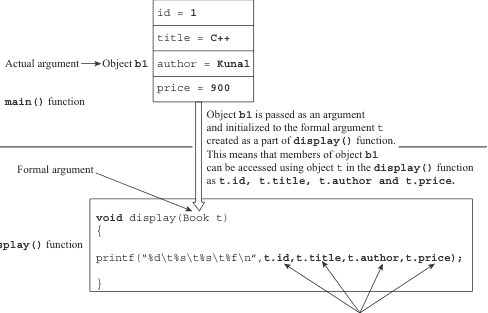 id = 1
title = C++
Actual argument
Object b1
author = Kunal
price = 900
main() function
Object b1 is passed as an argument
and initialized to the formal argument t
created as a part of display() function.
This means that members of object b1
can be accessed using object t in the display() function
as t.id, t.title, t.author and t.price.
Formal argument
void display(Book t)
{
splay() function
printf("%d\t%s\t%s\t%f\n",t.id,t.title,t.author,t.price);
}